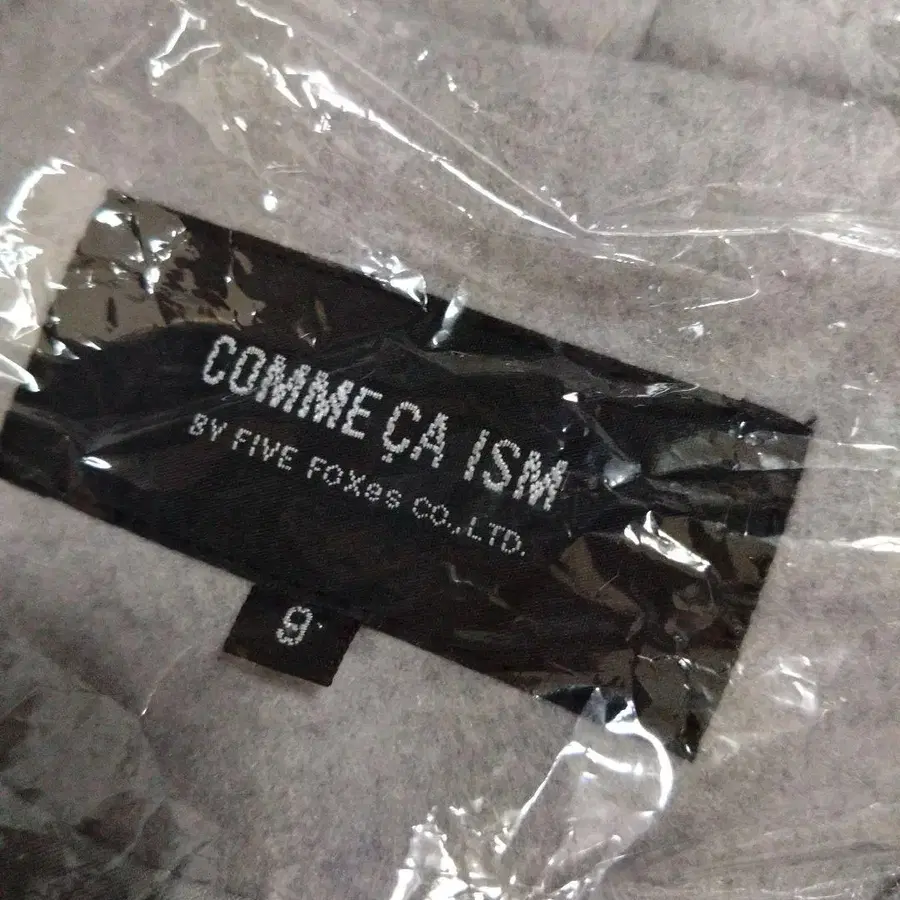 COMME ÇA ISM
BY FIVE FOXeS CO.,LTD.
9